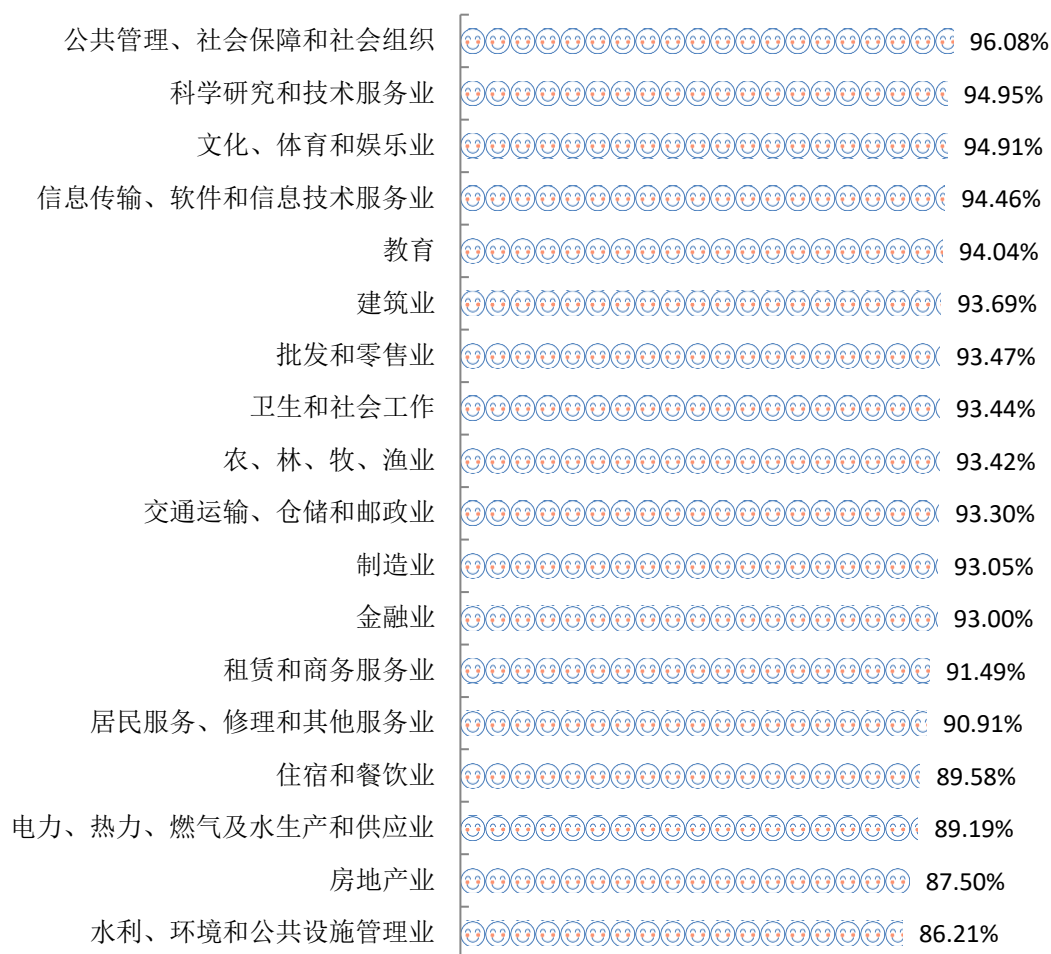 公共管理、社会保障和社会组织 96.08%
科学研究和技术服务业 94.95%
文化、体育和娱乐业 94.91%
信息传输、软件和信息技术服务业 94.46%
教育 94.04%
建筑业 93.69%
批发和零售业 93.47%
卫生和社会工作 93.44%
农、林、牧、渔业 93.42%
交通运输、仓储和邮政业 93.30%
制造业 93.05%
金融业 93.00%
租赁和商务服务业 91.49%
居民服务、修理和其他服务业 90.91%
住宿和餐饮业 89.58%
电力、热力、燃气及水生产和供应业 89.19%
房地产业 87.50%
水利、环境和公共设施管理业 86.21%